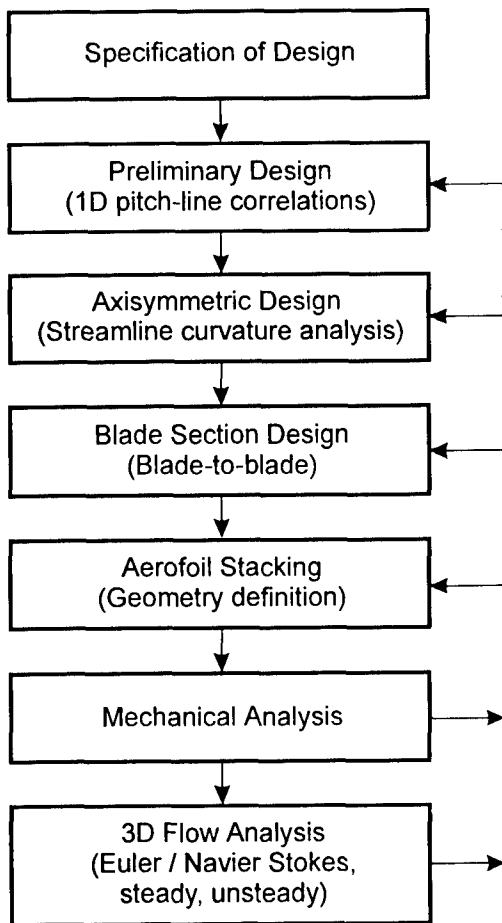 Specification of Design
Preliminary Design
(1D pitch-line correlations)
Axisymmetric Design
(Streamline curvature analysis)
Blade Section Design
(Blade-to-blade)
Aerofoil Stacking
(Geometry definition)
Mechanical Analysis
3D Flow Analysis
(Euler / Navier Stokes,
steady, unsteady)